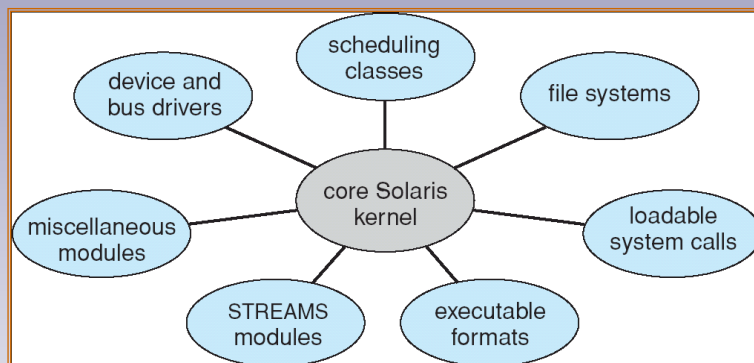 scheduling
classes
device and
bus drivers
file systems
core Solaris
kernel
miscellaneous
modules
loadable
system calls
STREAMS
modules
executable
formats